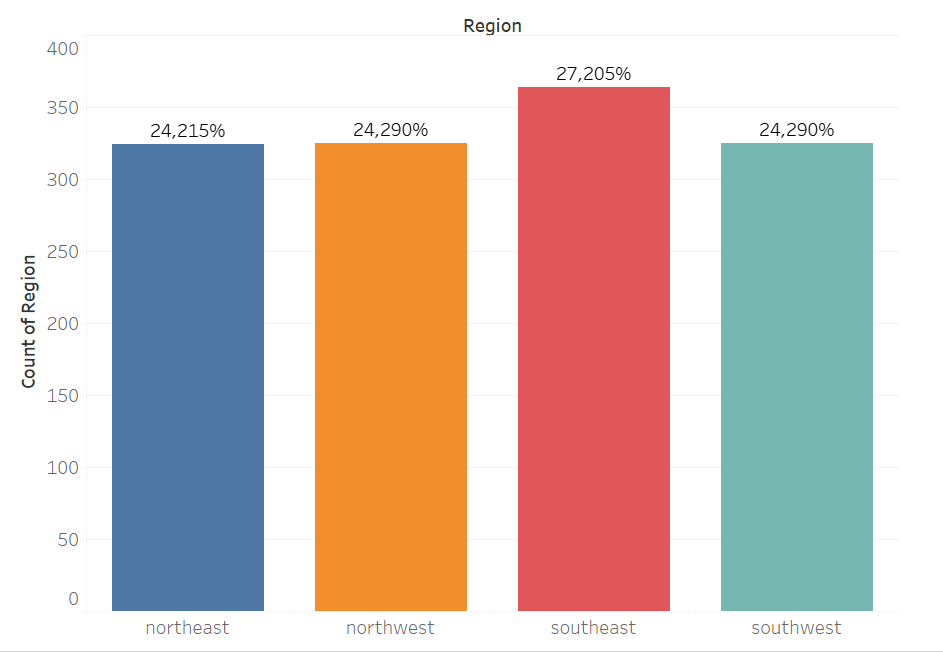 Region
400
350
300
250
200
150
100
50
0
Count of Region
24,215%
24,290%
27,205%
24,290%
northeast
northwest
southeast
southwest